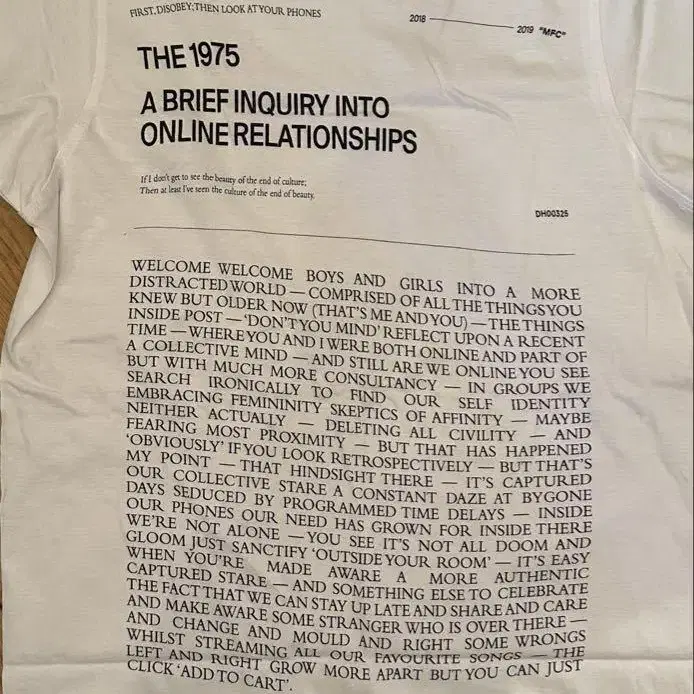 FIRST, DISOBEY; THEN LOOK AT YOUR PHONES
2018 2019 "MFC"
THE 1975
A BRIEF INQUIRY INTO
ONLINE RELATIONSHIPS
If I don't get to see the beauty of the end of culture;
Then at least I've seen the culture of the end of beauty.
DH00325
WELCOME WELCOME BOYS AND GIRLS INTO A MORE
DISTRACTED WORLD — COMPRISED OF ALL THE THINGS YOU
KNEW BUT OLDER NOW (THAT'S ME AND YOU) — THE THINGS
INSIDE POST — 'DON'T YOU MIND' REFLECT UPON A RECENT
TIME — WHERE YOU AND I WERE BOTH ONLINE AND PART OF
A COLLECTIVE MIND — AND STILL ARE WE ONLINE YOU SEE
BUT WITH MUCH MORE CONSULTANCY — IN GROUPS WE
SEARCH IRONICALLY TO FIND OUR SELF IDENTITY
EMBRACING FEMININITY SKEPTICS OF AFFINITY — MAYBE
NEITHER ACTUALLY — DELETING ALL CIVILITY — AND
FEARING MOST PROXIMITY — BUT THAT HAS HAPPENED
'OBVIOUSLY' IF YOU LOOK RETROSPECTIVELY — BUT THAT'S
MY POINT — THAT HINDSIGHT THERE — IT'S CAPTURED
OUR COLLECTIVE STARE A CONSTANT DAZE AT BYGONE
DAYS SEDUCED BY PROGRAMMED TIME DELAYS — INSIDE
OUR PHONES OUR NEED HAS GROWN FOR INSIDE THERE
WE'RE NOT ALONE — YOU SEE IT'S NOT ALL DOOM AND
GLOOM JUST SANCTIFY 'OUTSIDE YOUR ROOM' — IT'S EASY
WHEN YOU'RE MADE AWARE A MORE AUTHENTIC
CAPTURED STARE — AND SOMETHING ELSE TO CELEBRATE
THE FACT THAT WE CAN STAY UP LATE AND SHARE AND CARE
AND MAKE AWARE SOME STRANGER WHO IS OVER THERE —
AND CHANGE AND MOULD AND RIGHT SOME WRONGS
WHILST STREAMING ALL OUR FAVOURITE SONGS — THE
LEFT AND RIGHT GROW MORE APART BUT YOU CAN JUST
CLICK 'ADD TO CART'.